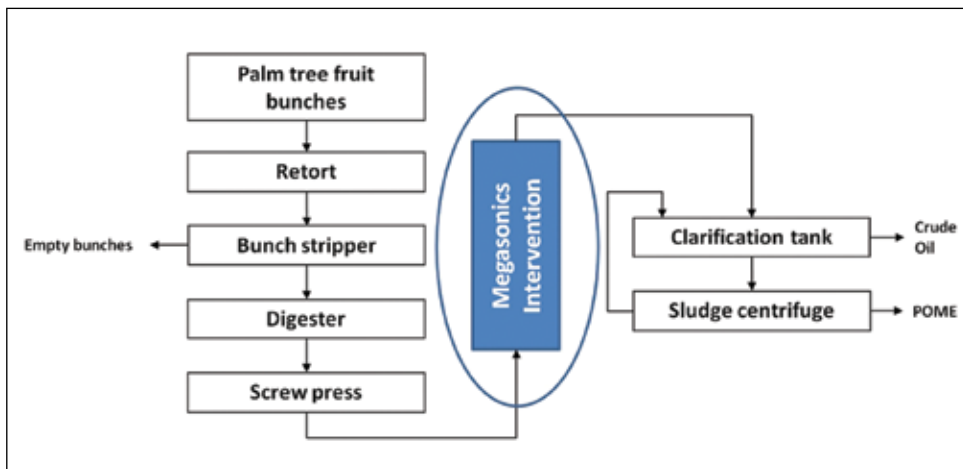 Palm tree fruit
bunches
Retort
Empty bunches
Bunch stripper
Digester
Screw press
Megasonics
Intervention
Clarification tank
Crude
Oil
Sludge centrifuge
POME